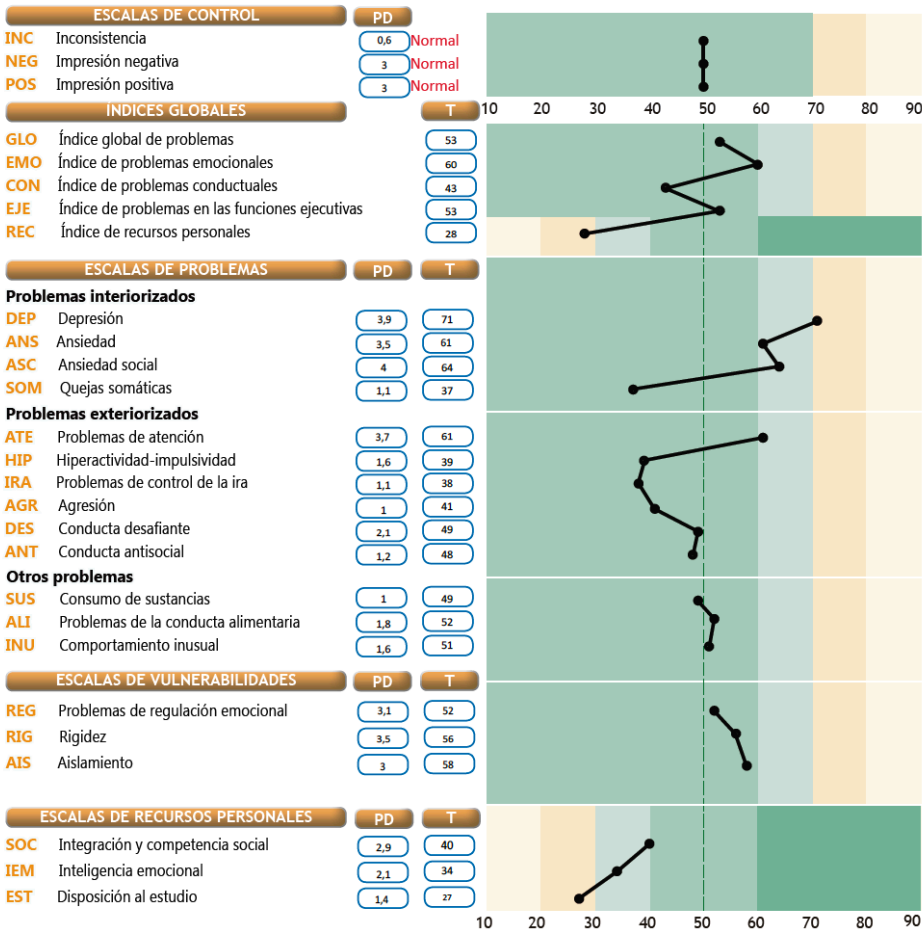 ESCALAS DE CONTROL PD
INC Inconsistencia 0,6 Normal
NEG Impresión negativa 3 Normal
POS Impresión positiva 3 Normal
10 20 30 40 50 60 70 80 90
ÍNDICES GLOBALES T
GLO Índice global de problemas 53
EMO Índice de problemas emocionales 60
CON Índice de problemas conductuales 43
EJE Índice de problemas en las funciones ejecutivas 53
REC Índice de recursos personales 28
ESCALAS DE PROBLEMAS PD T
Problemas interiorizados
DEP Depresión 3,9 71
ANS Ansiedad 3,5 61
ASC Ansiedad social 4 64
SOM Quejas somáticas 1,1 37
Problemas exteriorizados
ATE Problemas de atención 3,7 61
HIP Hiperactividad-impulsividad 1,6 39
IRA Problemas de control de la ira 1,1 38
AGR Agresión 1 41
DES Conducta desafiante 2,1 49
ANT Conducta antisocial 1,2 48
Otros problemas
SUS Consumo de sustancias 1 49
ALI Problemas de la conducta alimentaria 1,8 52
INU Comportamiento inusual 1,6 51
ESCALAS DE VULNERABILIDADES PD T
REG Problemas de regulación emocional 3,1 52
RIG Rigidez 3,5 56
AIS Aislamiento 3 58
ESCALAS DE RECURSOS PERSONALES PD T
SOC Integración y competencia social 2,9 40
IEM Inteligencia emocional 2,1 34
EST Disposición al estudio 1,4 27
10 20 30 40 50 60 70 80 90